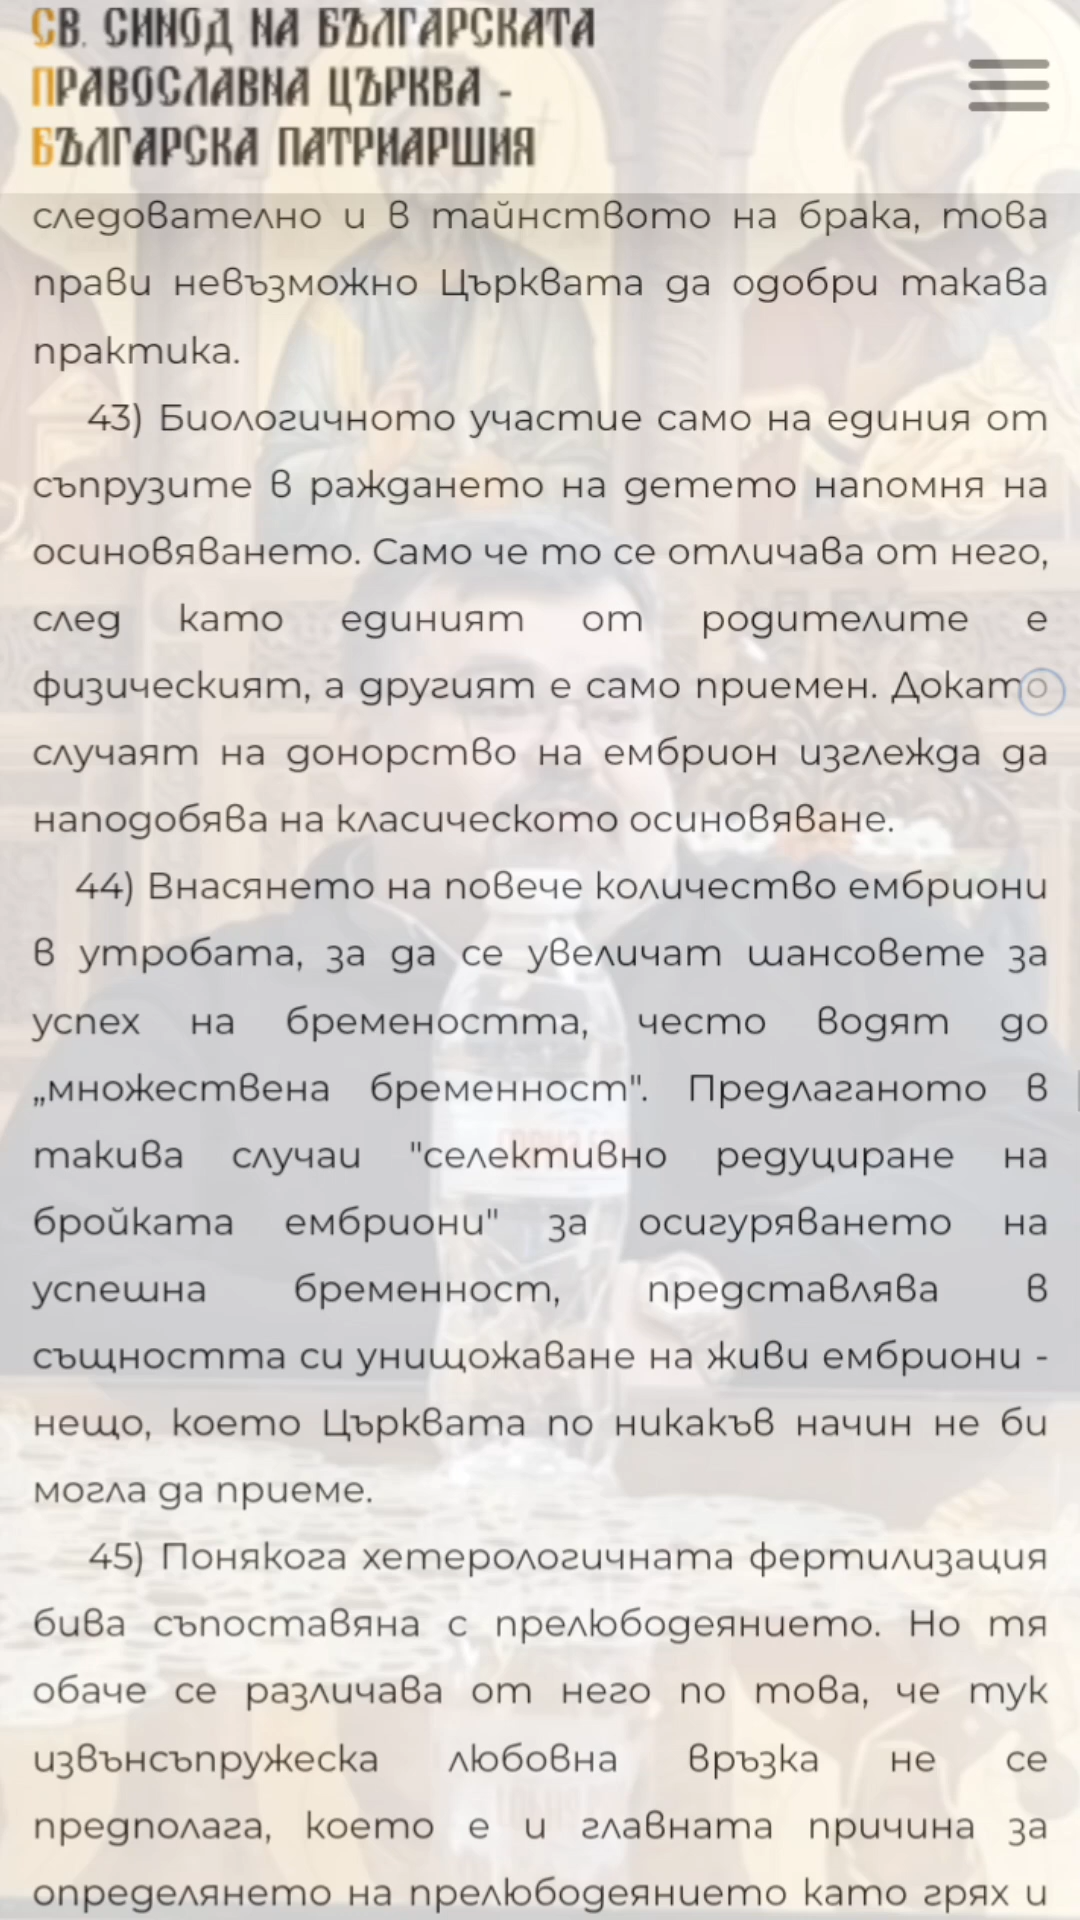 СВ. СИНОД НА БЪЛГАРСКАТА
ПРАВОСЛАВНА ЦЪРКВА -
БЪЛГАРСКА ПАТРИАРШИЯ
следователно и в тайнството на брака, това
прави невъзможно Църквата да одобри такава
практика.
43) Биологичното участие само на единия от
съпрузите в раждането на детето напомня на
осиновяването. Само че то се отличава от него,
след като единият от родителите е
физическият, а другият е само приемен. Докато
случаят на донорство на ембрион изглежда да
наподобява на класическото осиновяване.
44) Внасянето на повече количество ембриони
в утробата, за да се увеличат шансовете за
успех на бремеността, често водят до
„множествена бременност". Предлаганото в
такива случаи "селективно редуциране на
бройката ембриони" за осигуряването на
успешна бременност, представлява в
същността си унищожаване на живи ембриони -
нещо, което Църквата по никакъв начин не би
могла да приеме.
45) Понякога хетерологичната фертилизация
бива съпоставяна с прелюбодеянието. Но тя
обаче се различава от него по това, че тук
извънсъпружеска любовна връзка не се
предполага, което е и главната причина за
определянето на прелюбодеянието като грях и